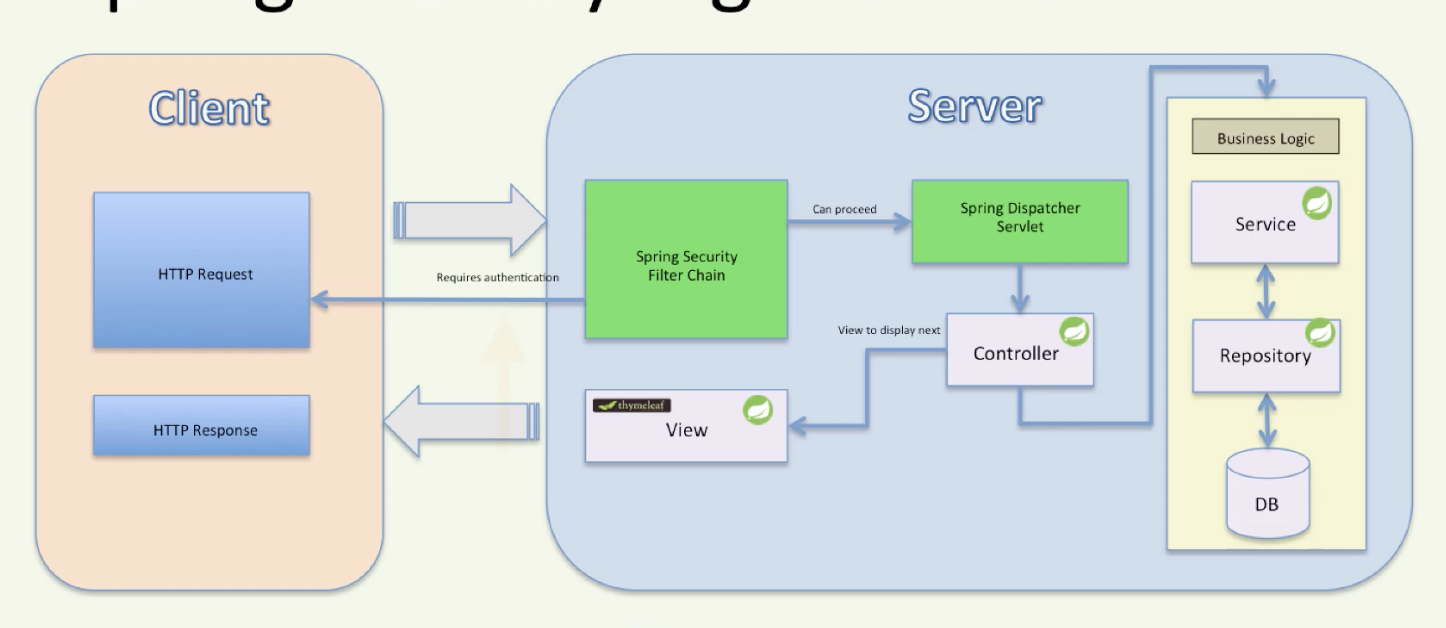 Client
Server
HTTP Request
HTTP Response
Requires authentication
Spring Security
Filter Chain
Can proceed
Spring Dispatcher
Servlet
View to display next
Controller
thymeleaf
View
Business Logic
Service
Repository
DB